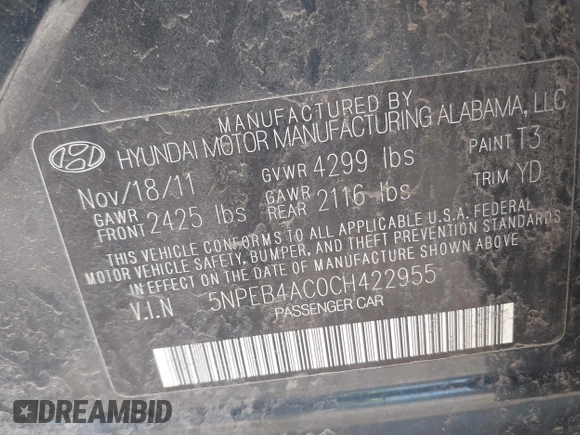 MANUFACTURED BY
HYUNDAI MOTOR MANUFACTURING ALABAMA, LLC
Nov/18/11 GVWR 4299 lbs PAINT T3
GAWR FRONT 2425 lbs GAWR REAR 2116 lbs TRIM YD
THIS VEHICLE CONFORMS TO ALL APPLICABLE U.S.A. FEDERAL
MOTOR VEHICLE SAFETY, BUMPER, AND THEFT PREVENTION STANDARDS
IN EFFECT ON THE DATE OF MANUFACTURE SHOWN ABOVE.
V.I.N 5NPEB4AC0CH422955
PASSENGER CAR
DREAMBID